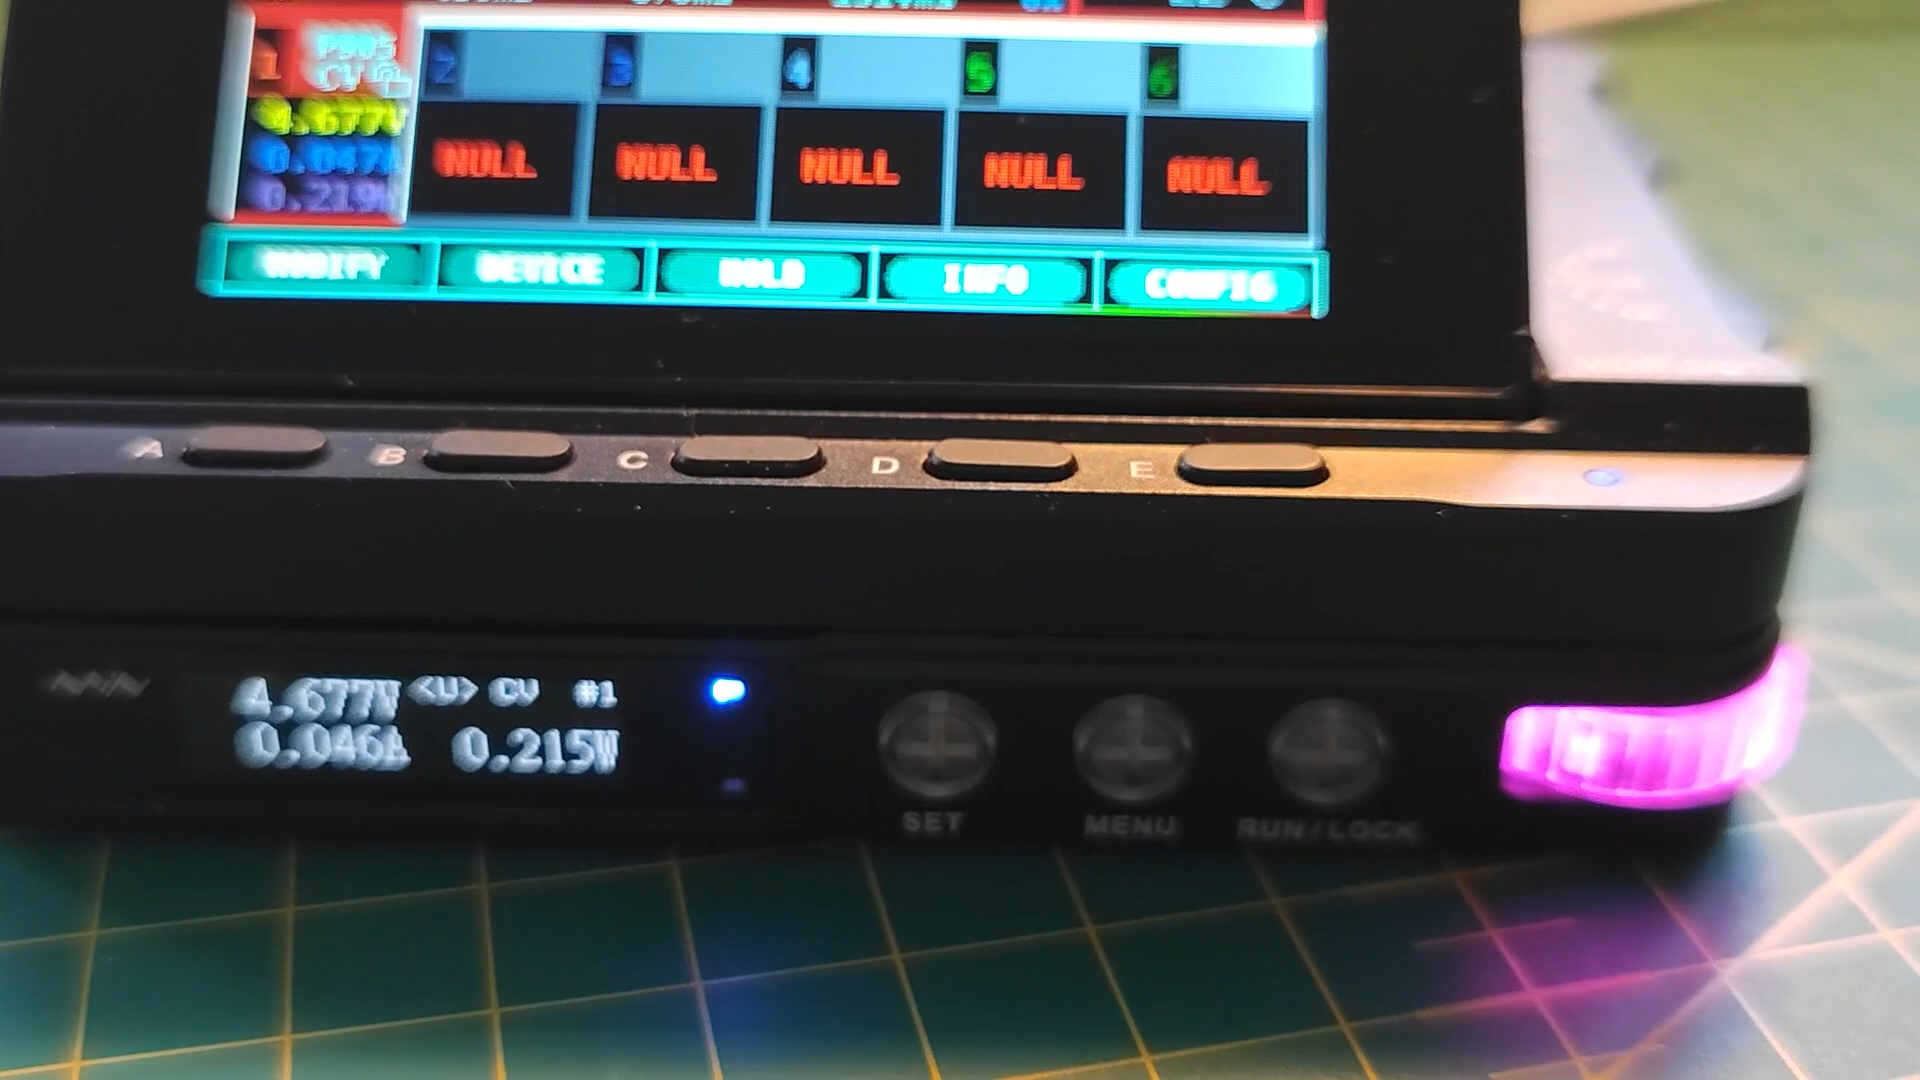 1 2 3 4 5 6
CV
4.677V
0.047A
0.219W
NULL NULL NULL NULL NULL
MODIFY DEVICE HOLD INFO CONFIG
A B C D E
4.677V <U> CV #1
0.046A 0.215W
SET MENU RUN/LOCK